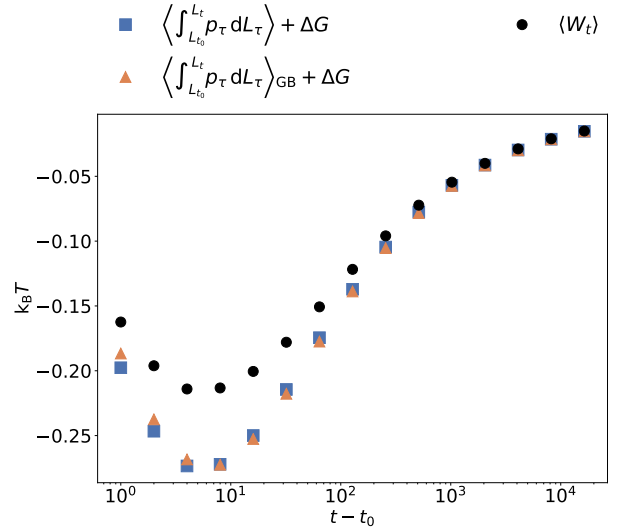 ⟨∫_{L_{t_0}}^{L_t} p_τ dL_τ⟩ + ΔG
⟨W_t⟩
⟨∫_{L_{t_0}}^{L_t} p_τ dL_τ⟩_GB + ΔG
−0.05
−0.10
−0.15
−0.20
−0.25
k_B T
10^0
10^1
10^2
10^3
10^4
t − t_0